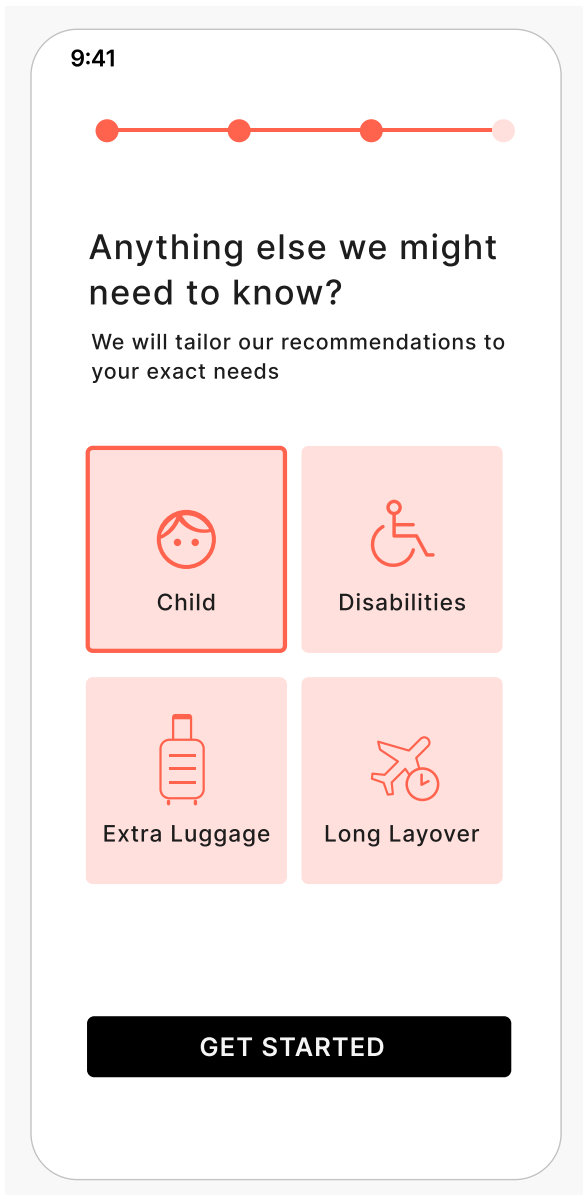 9:41
Anything else we might
need to know?
We will tailor our recommendations to
your exact needs
Child
Disabilities
Extra Luggage
Long Layover
GET STARTED